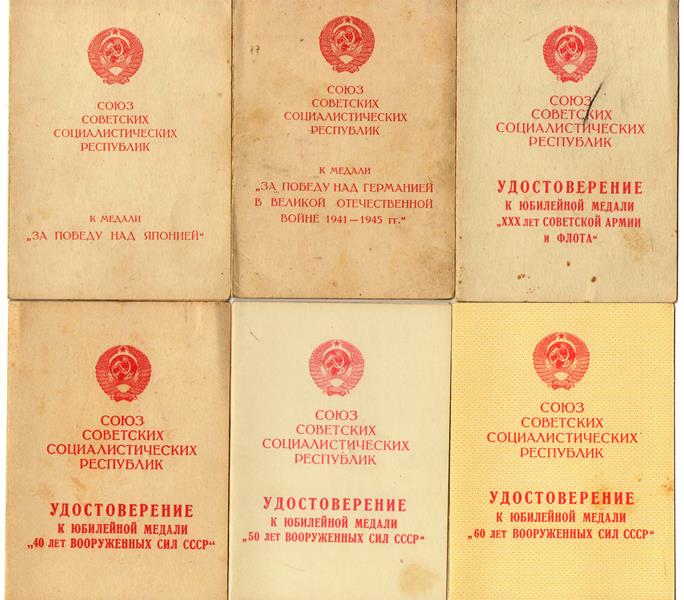 СОЮЗ
СОВЕТСКИХ
СОЦИАЛИСТИЧЕСКИХ
РЕСПУБЛИК
К МЕДАЛИ
„ЗА ПОБЕДУ НАД ЯПОНИЕЙ“
СОЮЗ
СОВЕТСКИХ
СОЦИАЛИСТИЧЕСКИХ
РЕСПУБЛИК
К МЕДАЛИ
„ЗА ПОБЕДУ НАД ГЕРМАНИЕЙ
В ВЕЛИКОЙ ОТЕЧЕСТВЕННОЙ
ВОЙНЕ 1941—1945 гг.“
СОЮЗ
СОВЕТСКИХ
СОЦИАЛИСТИЧЕСКИХ
РЕСПУБЛИК
УДОСТОВЕРЕНИЕ
К ЮБИЛЕЙНОЙ МЕДАЛИ
„XXX ЛЕТ СОВЕТСКОЙ АРМИИ
И ФЛОТА“
СОЮЗ
СОВЕТСКИХ
СОЦИАЛИСТИЧЕСКИХ
РЕСПУБЛИК
УДОСТОВЕРЕНИЕ
К ЮБИЛЕЙНОЙ МЕДАЛИ
„40 ЛЕТ ВООРУЖЕННЫХ СИЛ СССР“
СОЮЗ
СОВЕТСКИХ
СОЦИАЛИСТИЧЕСКИХ
РЕСПУБЛИК
УДОСТОВЕРЕНИЕ
К ЮБИЛЕЙНОЙ МЕДАЛИ
„50 ЛЕТ ВООРУЖЕННЫХ СИЛ СССР“
СОЮЗ
СОВЕТСКИХ
СОЦИАЛИСТИЧЕСКИХ
РЕСПУБЛИК
УДОСТОВЕРЕНИЕ
К ЮБИЛЕЙНОЙ МЕДАЛИ
„60 ЛЕТ ВООРУЖЕННЫХ СИЛ СССР“